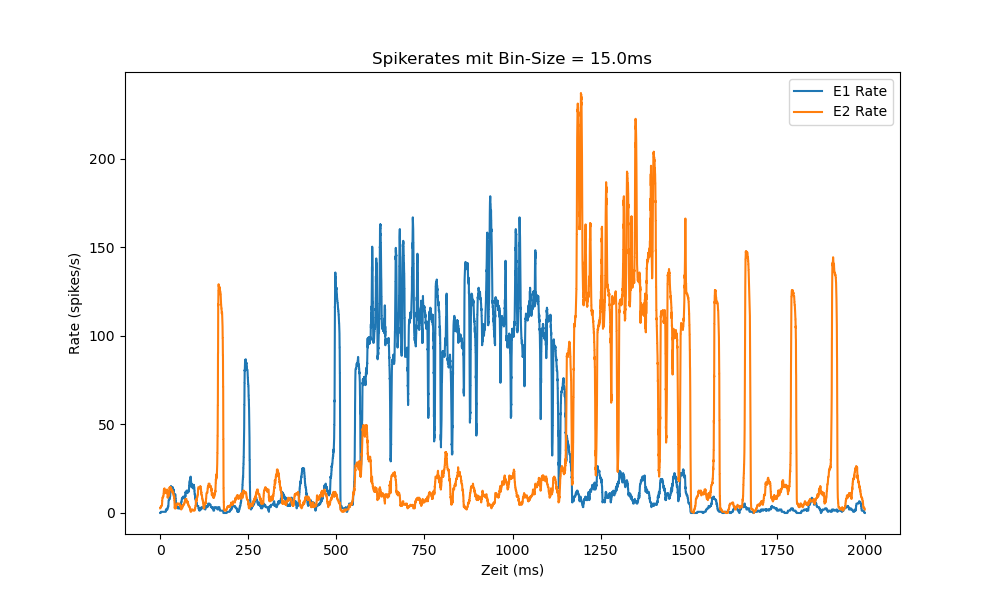 Spikerates mit Bin-Size = 15.0ms
E1 Rate
E2 Rate
Rate (spikes/s)
200
150
100
50
0
0 250 500 750 1000 1250 1500 1750 2000
Zeit (ms)